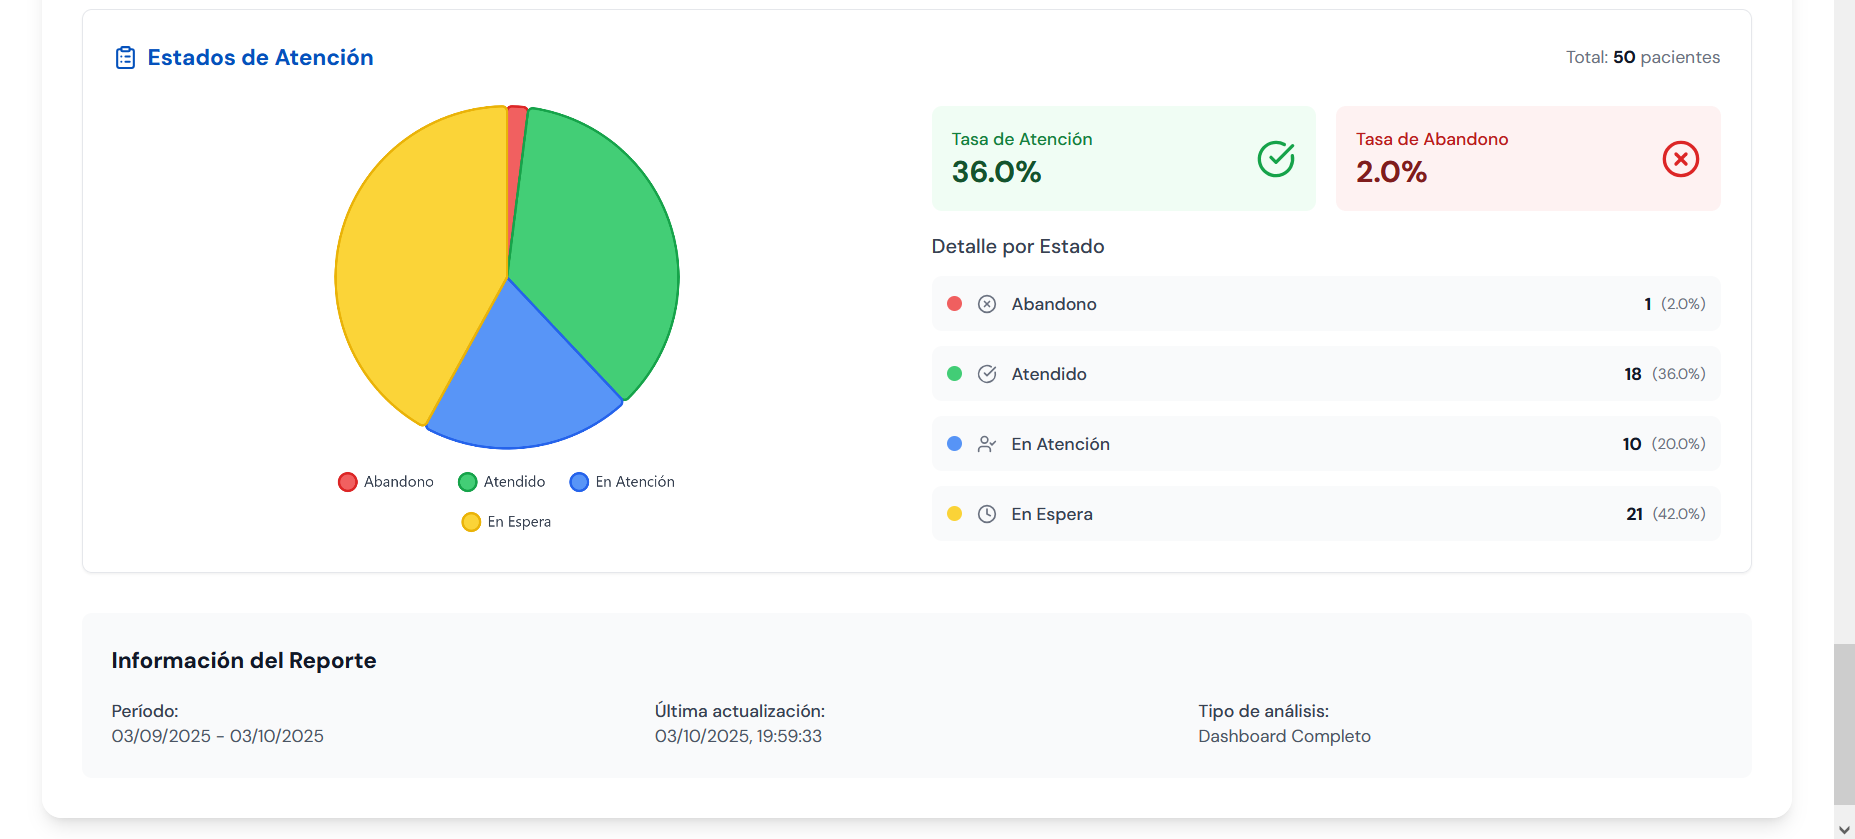 Estados de Atención
Total: 50 pacientes
Abandono
Atendido
En Atención
En Espera
Tasa de Atención
36.0%
Tasa de Abandono
2.0%
Detalle por Estado
Abandono 1 (2.0%)
Atendido 18 (36.0%)
En Atención 10 (20.0%)
En Espera 21 (42.0%)
Información del Reporte
Período:
03/09/2025 - 03/10/2025
Última actualización:
03/10/2025, 19:59:33
Tipo de análisis:
Dashboard Completo